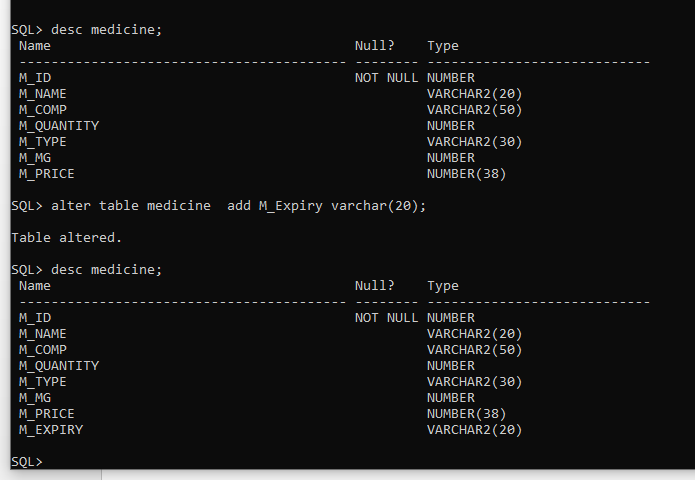 SQL> desc medicine;
 Name                                      Null?    Type
 ----------------------------------------- -------- ----------------------------
 M_ID                                      NOT NULL NUMBER
 M_NAME                                             VARCHAR2(20)
 M_COMP                                             VARCHAR2(50)
 M_QUANTITY                                         NUMBER
 M_TYPE                                             VARCHAR2(30)
 M_MG                                               NUMBER
 M_PRICE                                            NUMBER(38)
SQL> alter table medicine  add M_Expiry varchar(20);
Table altered.
SQL> desc medicine;
 Name                                      Null?    Type
 ----------------------------------------- -------- ----------------------------
 M_ID                                      NOT NULL NUMBER
 M_NAME                                             VARCHAR2(20)
 M_COMP                                             VARCHAR2(50)
 M_QUANTITY                                         NUMBER
 M_TYPE                                             VARCHAR2(30)
 M_MG                                               NUMBER
 M_PRICE                                            NUMBER(38)
 M_EXPIRY                                           VARCHAR2(20)
SQL>